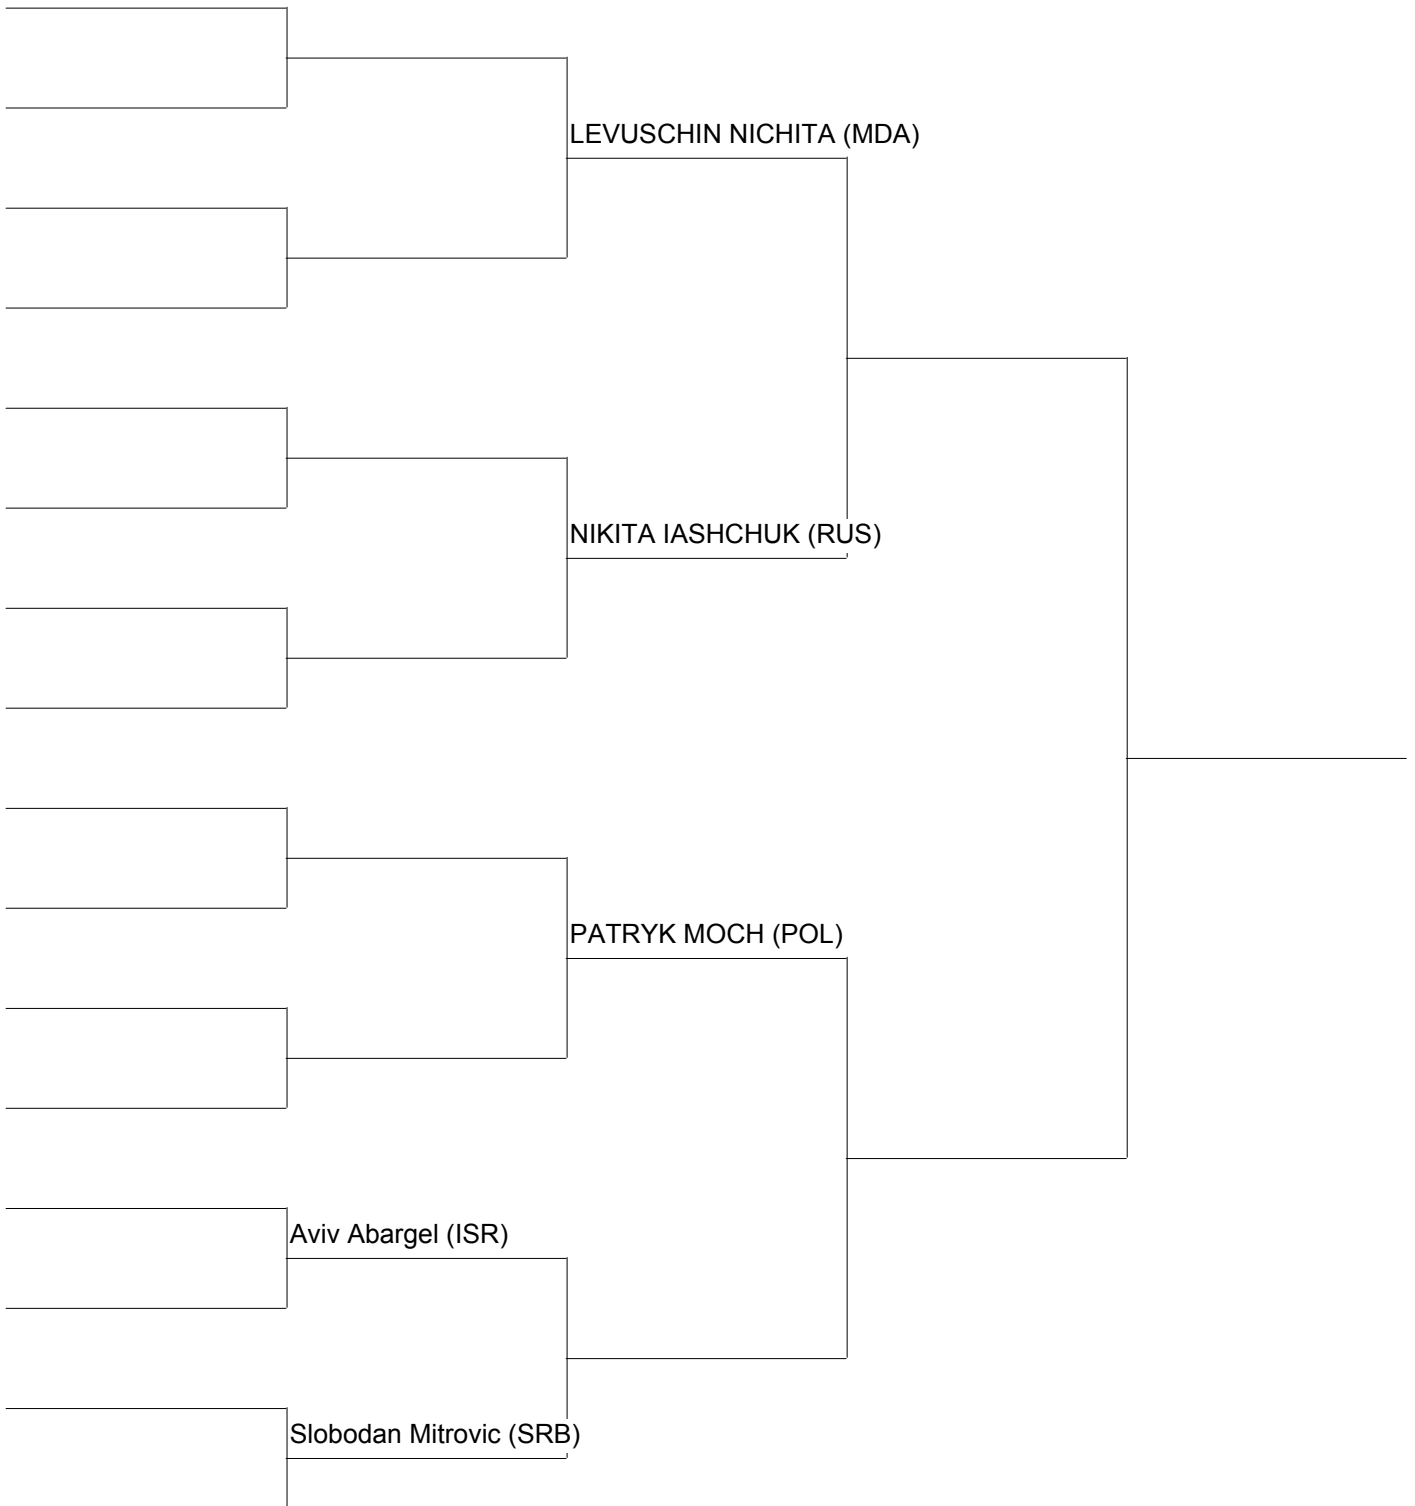 LEVUSCHIN NICHITA (MDA)
NIKITA IASHCHUK (RUS)
PATRYK MOCH (POL)
Aviv Abargel (ISR)
Slobodan Mitrovic (SRB)